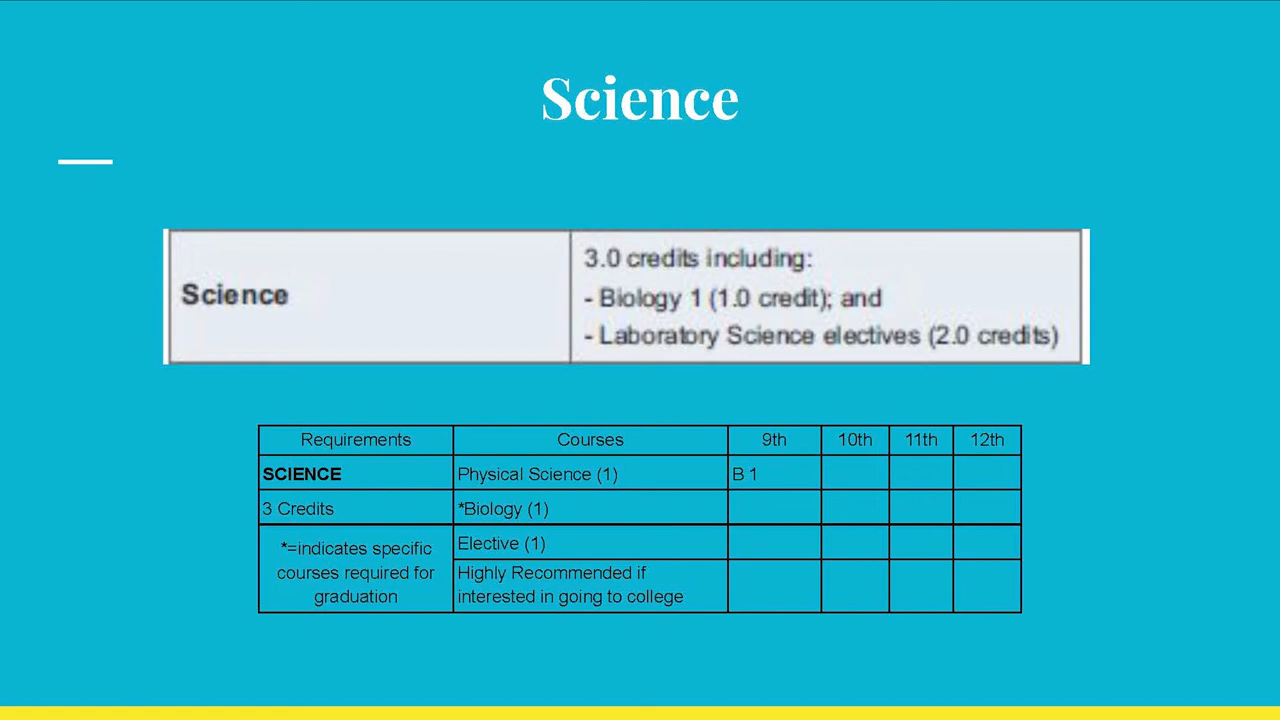 Science
Science
3.0 credits including:
- Biology 1 (1.0 credit); and
- Laboratory Science electives (2.0 credits)
Requirements Courses 9th 10th 11th 12th
SCIENCE Physical Science (1) B 1
3 Credits *Biology (1)
*=indicates specific
courses required for
graduation
Elective (1)
Highly Recommended if
interested in going to college